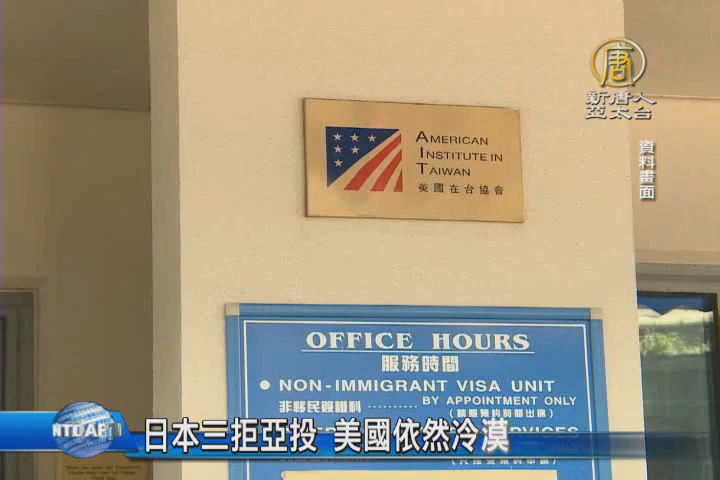 唐
新唐人
亞太台
資料畫面
AMERICAN
INSTITUTE IN
TAIWAN
美國在台協會
OFFICE HOURS
服務時間
● NON-IMMIGRANT VISA UNIT
非移民簽證科 ·········· BY APPOINTMENT ONLY
NTDAPTV
日本三拒亞投 美國依然冷漠